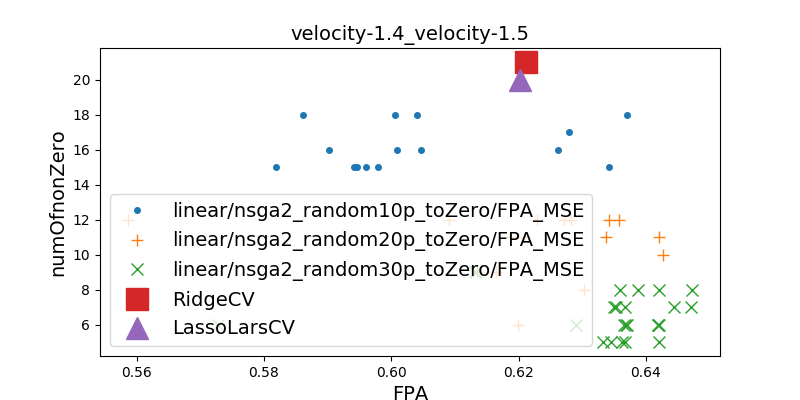 velocity-1.4_velocity-1.5
numOfnonZero
20
18
16
14
12
10
8
6
linear/nsga2_random10p_toZero/FPA_MSE
linear/nsga2_random20p_toZero/FPA_MSE
linear/nsga2_random30p_toZero/FPA_MSE
RidgeCV
LassoLarsCV
0.56 0.58 0.60 0.62 0.64
FPA